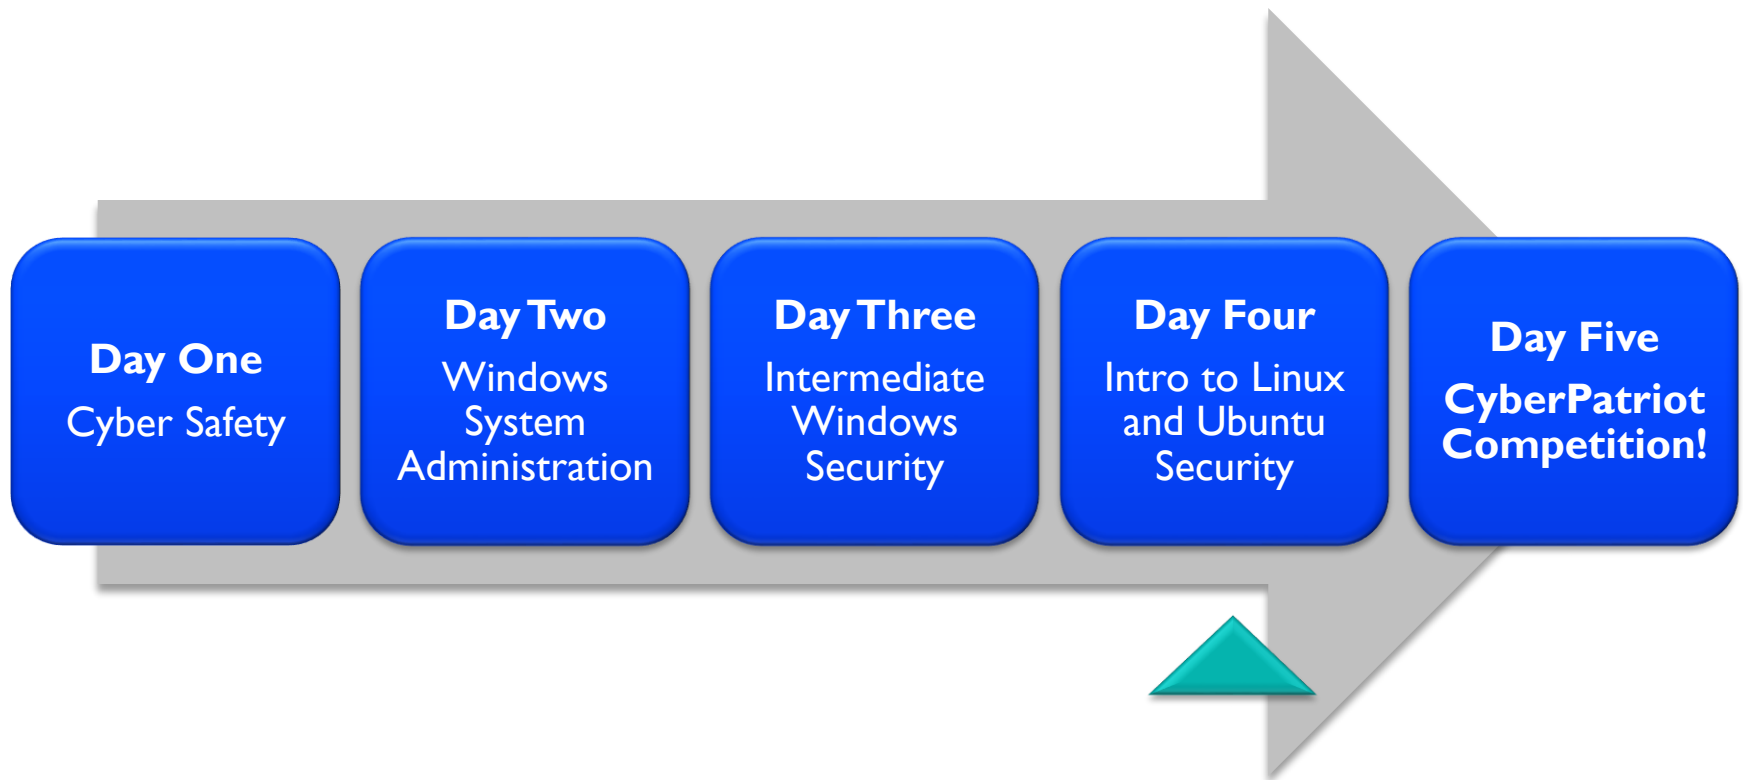 Day One
Cyber Safety
Day Two
Windows
System
Administration
Day Three
Intermediate
Windows
Security
Day Four
Intro to Linux
and Ubuntu
Security
Day Five
CyberPatriot
Competition!